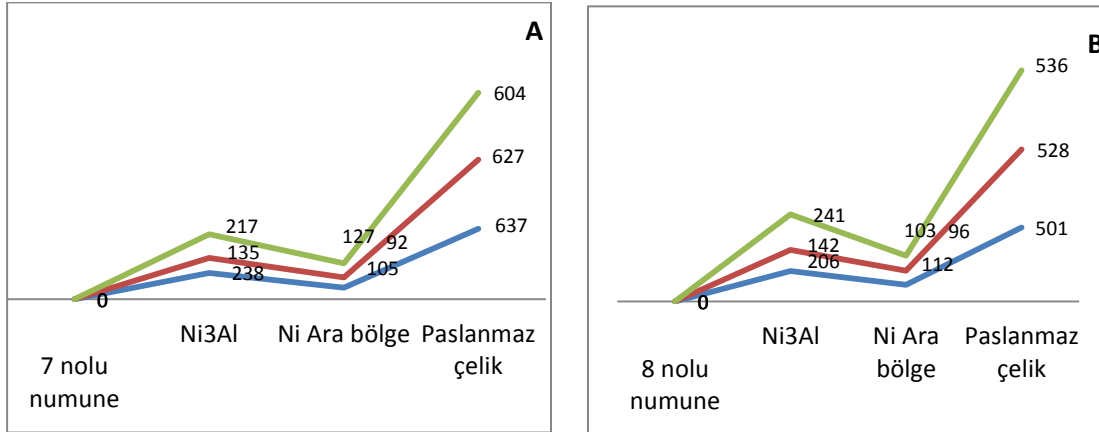 A
604
627
637
217
135
238
127
92
105
0
Ni3Al
Ni Ara bölge
Paslanmaz
çelik
7 nolu
numune
B
536
528
501
241
142
206
103
96
112
0
Ni3Al
Ni Ara
bölge
Paslanmaz
çelik
8 nolu
numune